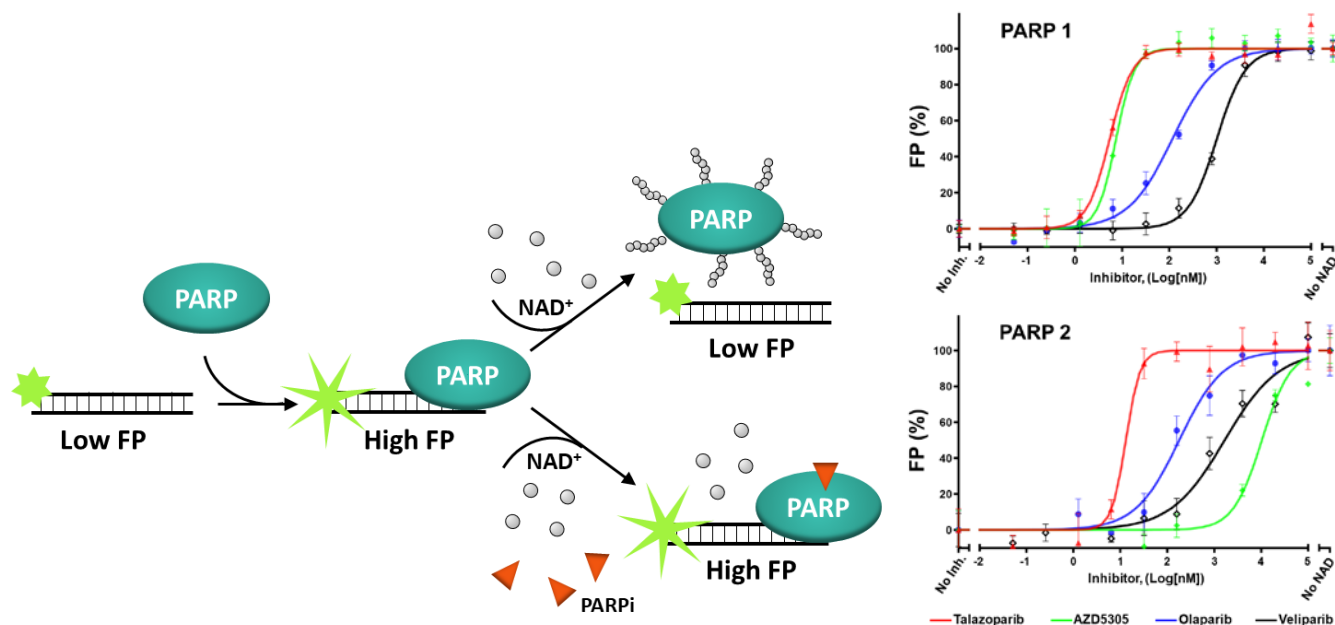 PARP
Low FP
PARP
High FP
NAD⁺
PARP
Low FP
NAD⁺
PARPi
PARP
High FP
PARP 1
FP (%)
100
80
60
40
20
0
No Inh. -2 -1 0 1 2 3 4 5 No NAD
Inhibitor, (Log[nM])
PARP 2
FP (%)
100
80
60
40
20
0
No Inh. -2 -1 0 1 2 3 4 5 No NAD
Inhibitor, (Log[nM])
Talazoparib AZD5305 Olaparib Veliparib